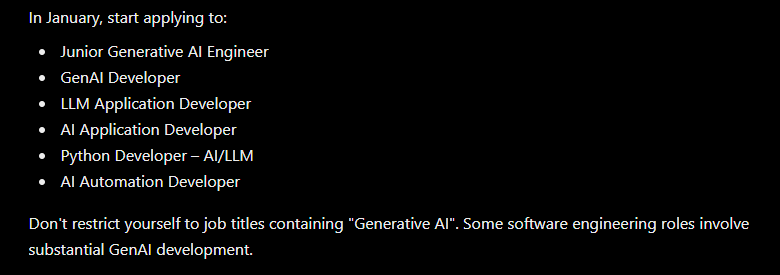 In January, start applying to:
• Junior Generative AI Engineer
• GenAI Developer
• LLM Application Developer
• AI Application Developer
• Python Developer – AI/LLM
• AI Automation Developer
Don't restrict yourself to job titles containing "Generative AI". Some software engineering roles involve
substantial GenAI development.